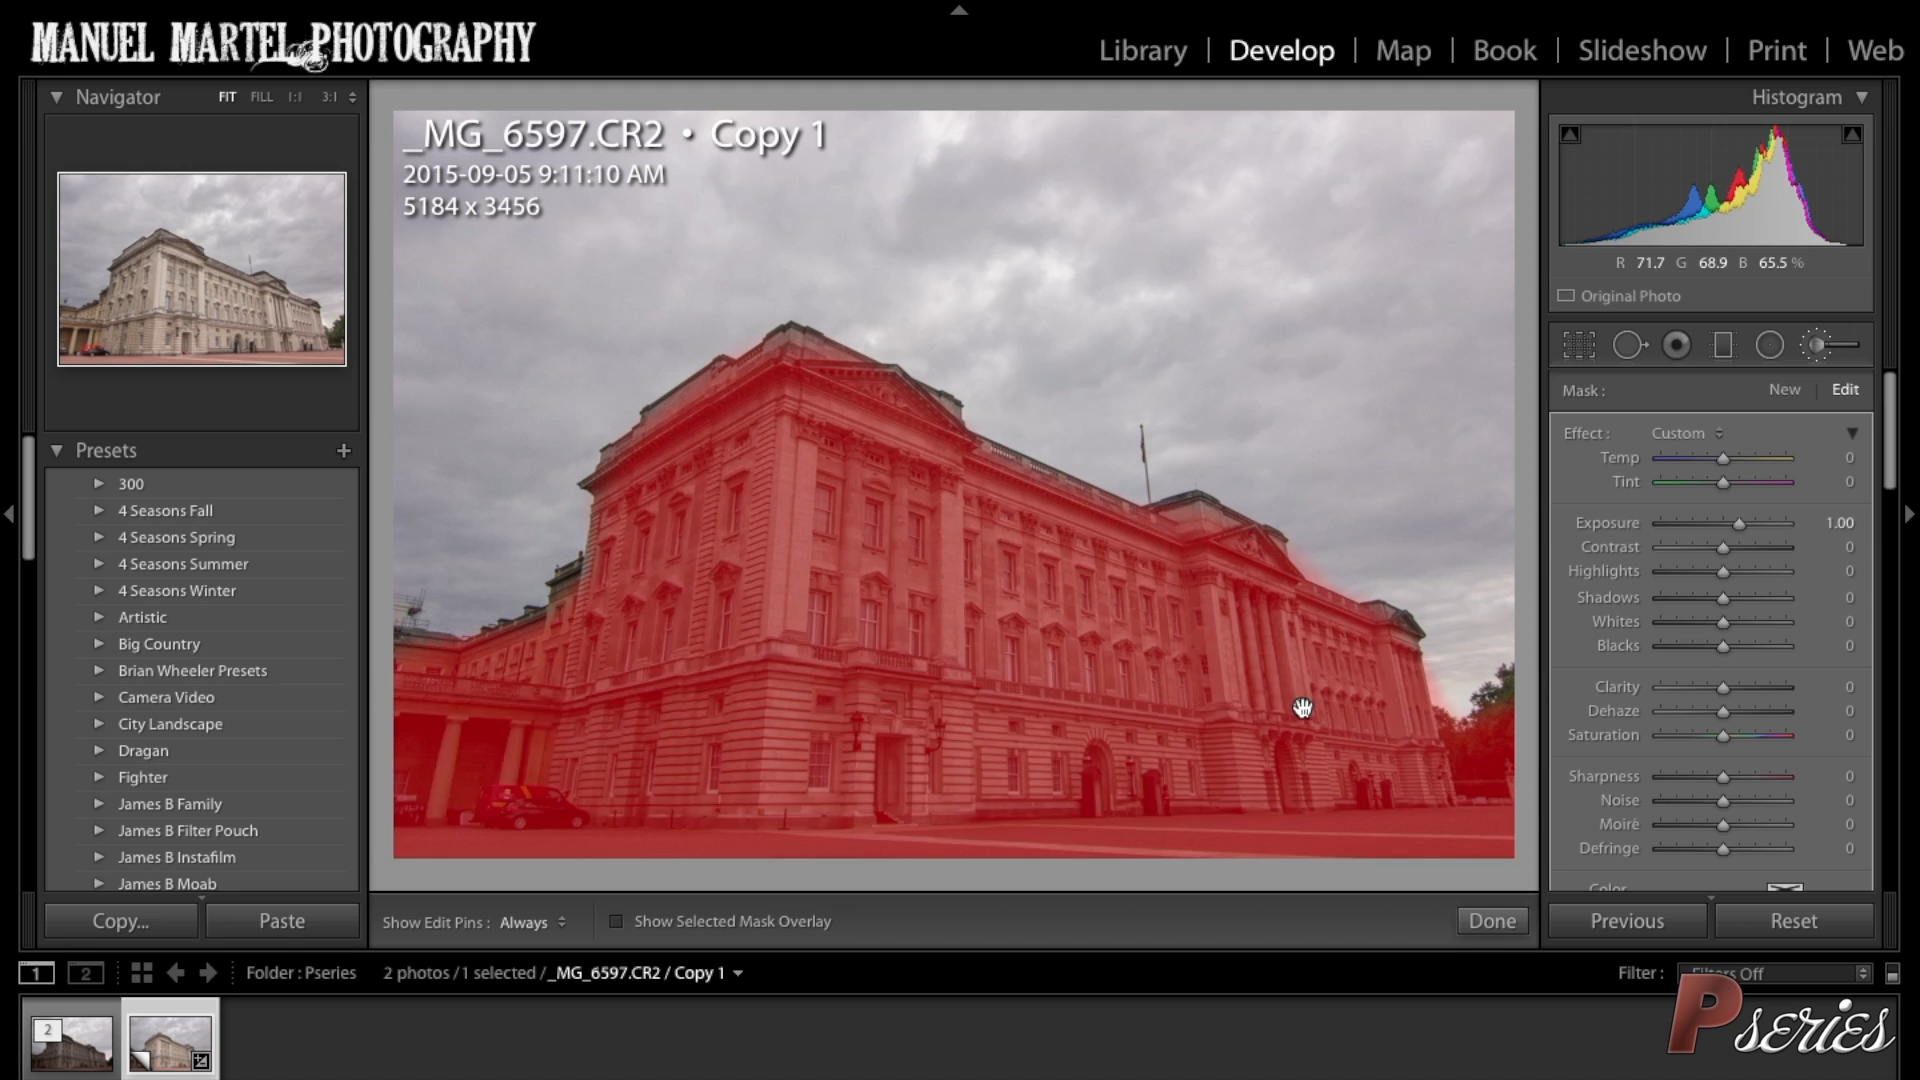 MANUEL MARTEL PHOTOGRAPHY
Library | Develop | Map | Book | Slideshow | Print | Web
Navigator FIT FILL 1:1 3:1
_MG_6597.CR2 • Copy 1
2015-09-05 9:11:10 AM
5184 x 3456
Presets +
300
4 Seasons Fall
4 Seasons Spring
4 Seasons Summer
4 Seasons Winter
Artistic
Big Country
Brian Wheeler Presets
Camera Video
City Landscape
Dragan
Fighter
James B Family
James B Filter Pouch
James B Instafilm
James B Moab
Copy... Paste
Show Edit Pins : Always Show Selected Mask Overlay Done
Histogram
R 71.7 G 68.9 B 65.5 %
Original Photo
Mask : New | Edit
Effect : Custom
Temp 0
Tint 0
Exposure 1.00
Contrast 0
Highlights 0
Shadows 0
Whites 0
Blacks 0
Clarity 0
Dehaze 0
Saturation 0
Sharpness 0
Noise 0
Moiré 0
Defringe 0
Color
Previous Reset
1 2 Folder : Pseries 2 photos / 1 selected / _MG_6597.CR2 / Copy 1 Filter : Filters Off
2
Pseries